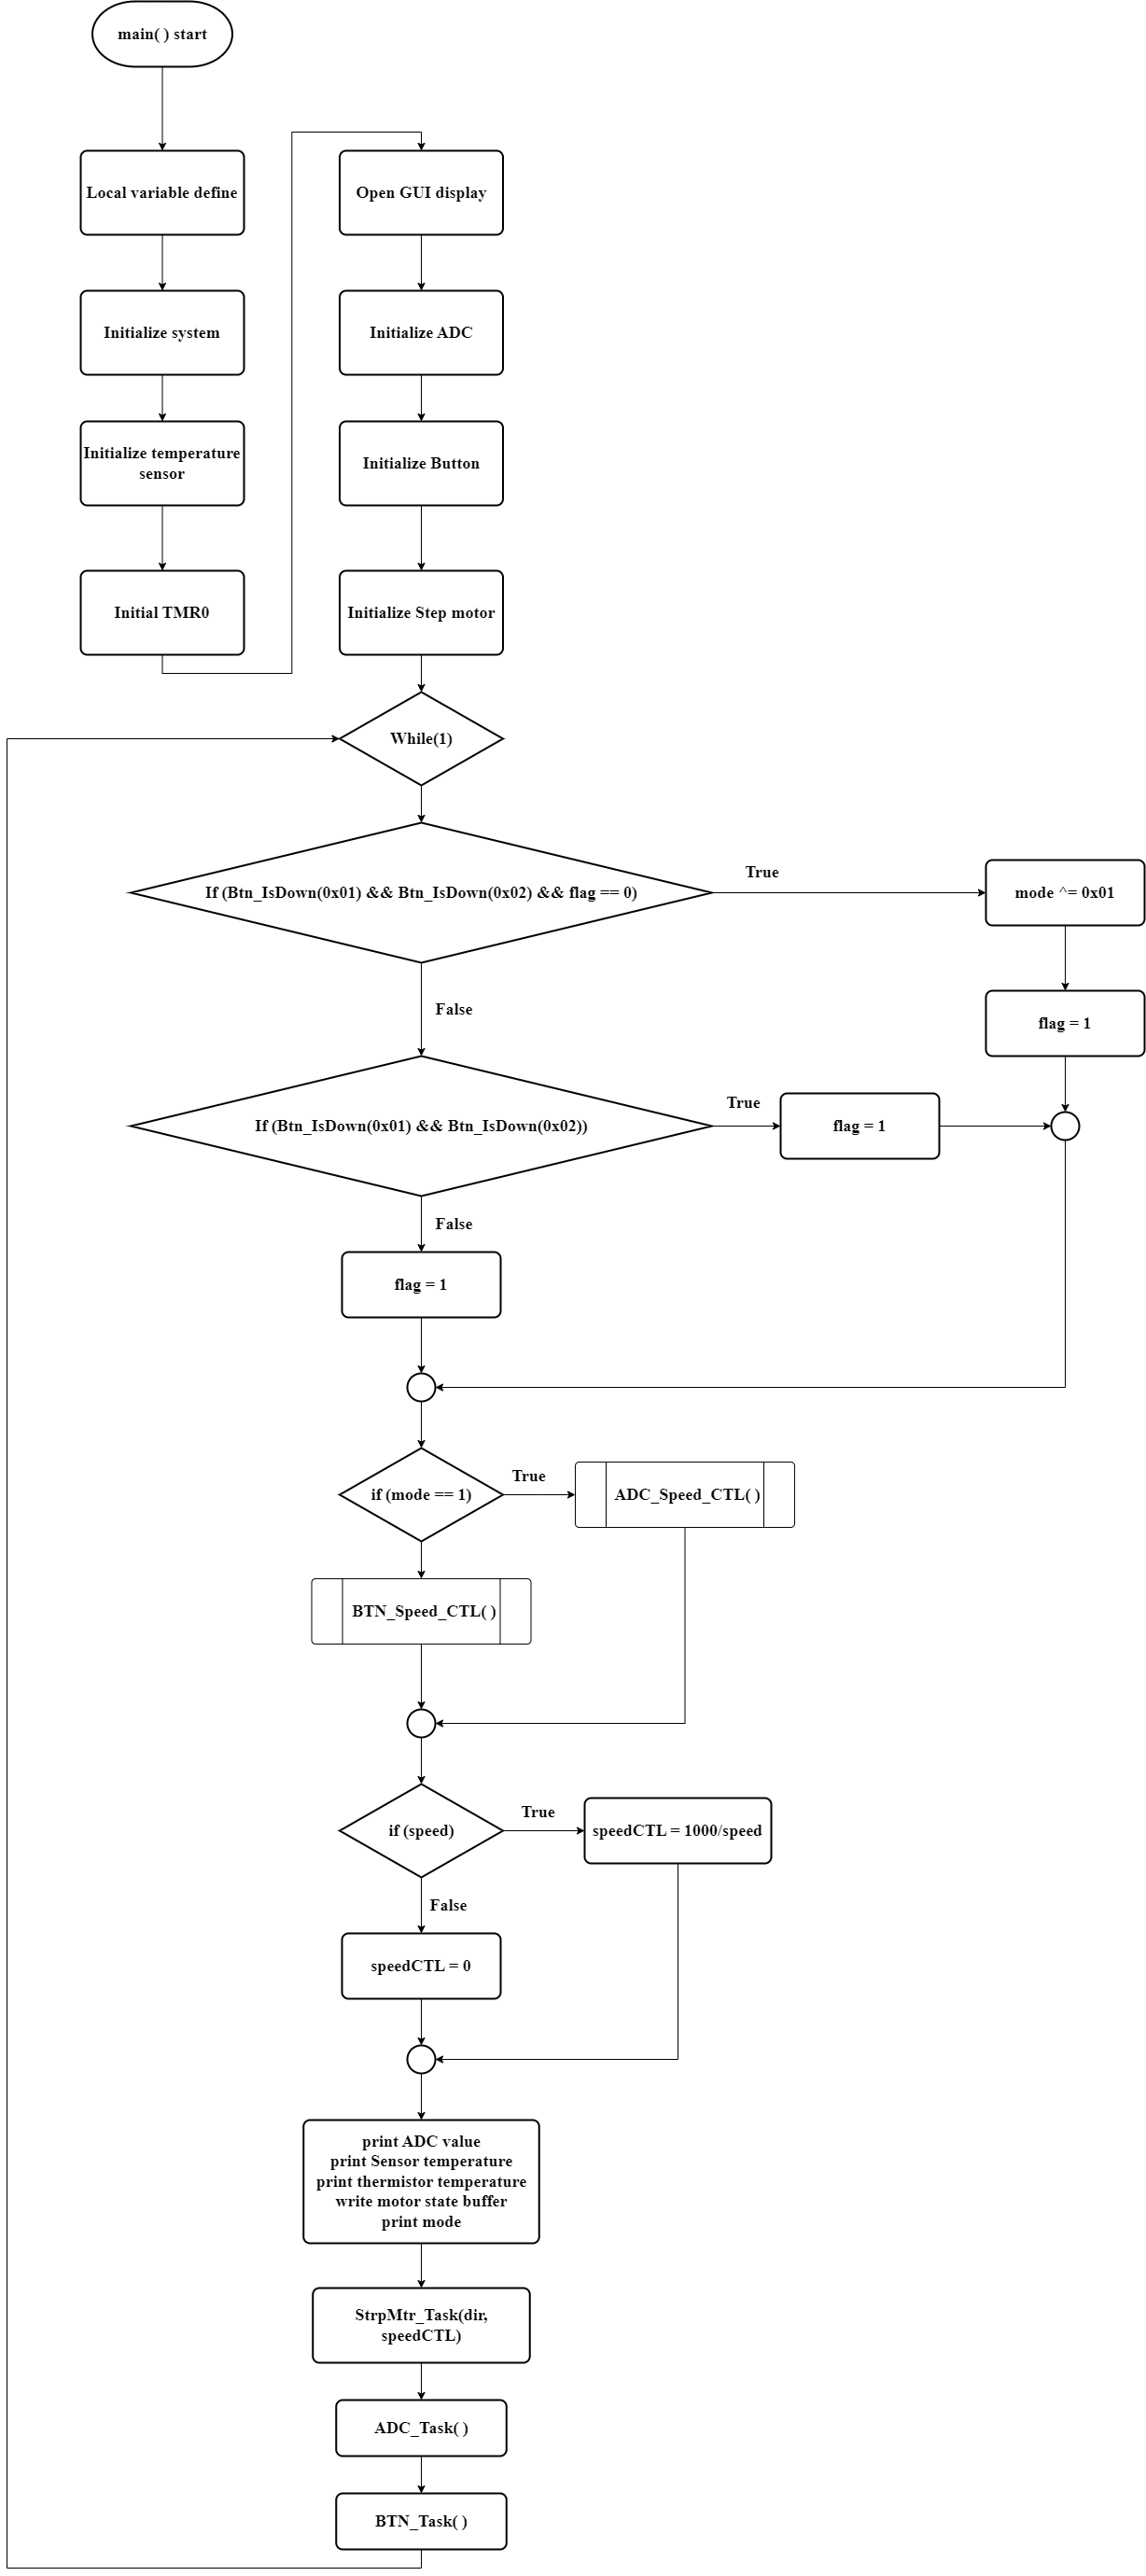 main( ) start
Local variable define
Initialize system
Initialize temperature
sensor
Initial TMR0
Open GUI display
Initialize ADC
Initialize Button
Initialize Step motor
While(1)
If (Btn_IsDown(0x01) && Btn_IsDown(0x02) && flag == 0)
True
mode ^= 0x01
flag = 1
False
If (Btn_IsDown(0x01) && Btn_IsDown(0x02))
True
flag = 1
False
flag = 1
if (mode == 1)
True
ADC_Speed_CTL( )
BTN_Speed_CTL( )
if (speed)
True
speedCTL = 1000/speed
False
speedCTL = 0
print ADC value
print Sensor temperature
print thermistor temperature
write motor state buffer
print mode
StrpMtr_Task(dir,
speedCTL)
ADC_Task( )
BTN_Task( )